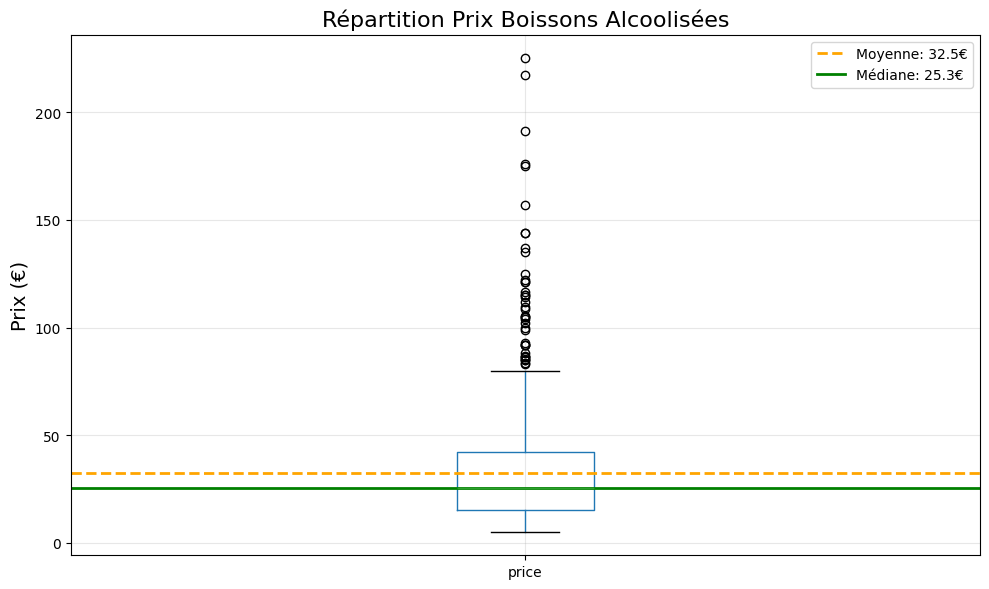 Répartition Prix Boissons Alcoolisées
Moyenne: 32.5€
Médiane: 25.3€
Prix (€)
200
150
100
50
0
price